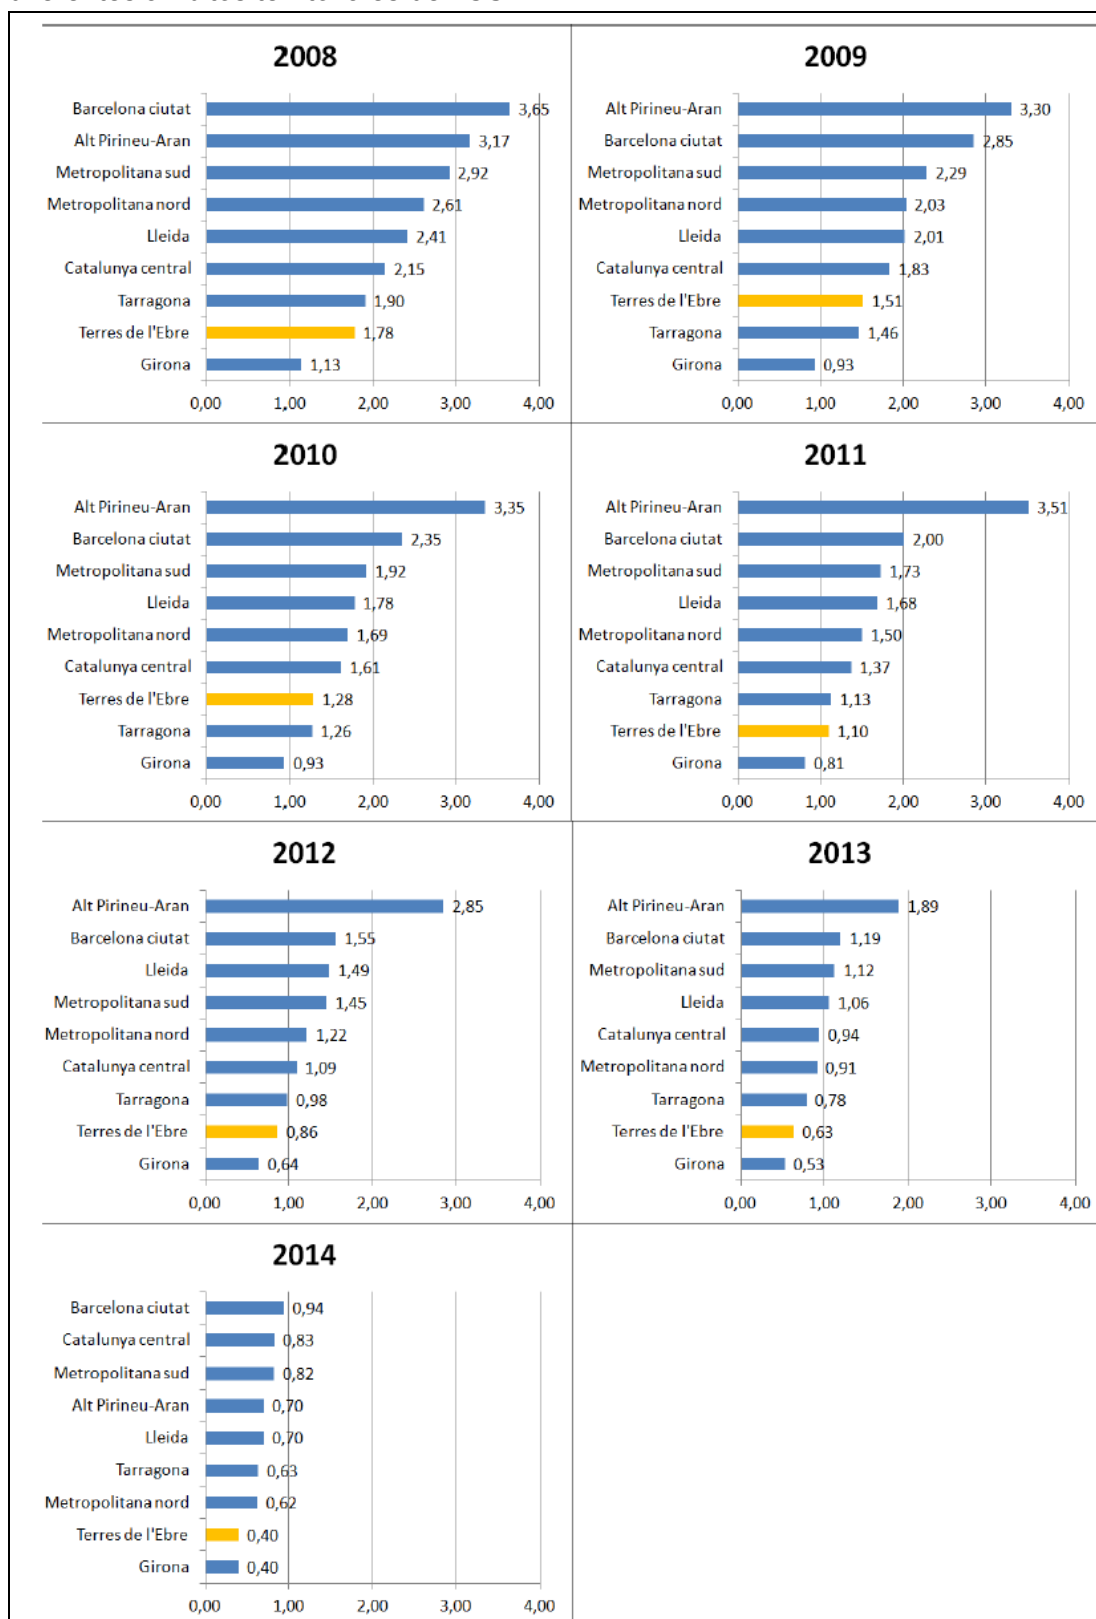 2008
Barcelona ciutat 3,65
Alt Pirineu-Aran 3,17
Metropolitana sud 2,92
Metropolitana nord 2,61
Lleida 2,41
Catalunya central 2,15
Tarragona 1,90
Terres de l'Ebre 1,78
Girona 1,13
0,00 1,00 2,00 3,00 4,00
2009
Alt Pirineu-Aran 3,30
Barcelona ciutat 2,85
Metropolitana sud 2,29
Metropolitana nord 2,03
Lleida 2,01
Catalunya central 1,83
Terres de l'Ebre 1,51
Tarragona 1,46
Girona 0,93
0,00 1,00 2,00 3,00 4,00
2010
Alt Pirineu-Aran 3,35
Barcelona ciutat 2,35
Metropolitana sud 1,92
Lleida 1,78
Metropolitana nord 1,69
Catalunya central 1,61
Terres de l'Ebre 1,28
Tarragona 1,26
Girona 0,93
0,00 1,00 2,00 3,00 4,00
2011
Alt Pirineu-Aran 3,51
Barcelona ciutat 2,00
Metropolitana sud 1,73
Lleida 1,68
Metropolitana nord 1,50
Catalunya central 1,37
Tarragona 1,13
Terres de l'Ebre 1,10
Girona 0,81
0,00 1,00 2,00 3,00 4,00
2012
Alt Pirineu-Aran 2,85
Barcelona ciutat 1,55
Lleida 1,49
Metropolitana sud 1,45
Metropolitana nord 1,22
Catalunya central 1,09
Tarragona 0,98
Terres de l'Ebre 0,86
Girona 0,64
0,00 1,00 2,00 3,00 4,00
2013
Alt Pirineu-Aran 1,89
Barcelona ciutat 1,19
Metropolitana sud 1,12
Lleida 1,06
Catalunya central 0,94
Metropolitana nord 0,91
Tarragona 0,78
Terres de l'Ebre 0,63
Girona 0,53
0,00 1,00 2,00 3,00 4,00
2014
Barcelona ciutat 0,94
Catalunya central 0,83
Metropolitana sud 0,82
Alt Pirineu-Aran 0,70
Lleida 0,70
Tarragona 0,63
Metropolitana nord 0,62
Terres de l'Ebre 0,40
Girona 0,40
0,00 1,00 2,00 3,00 4,00